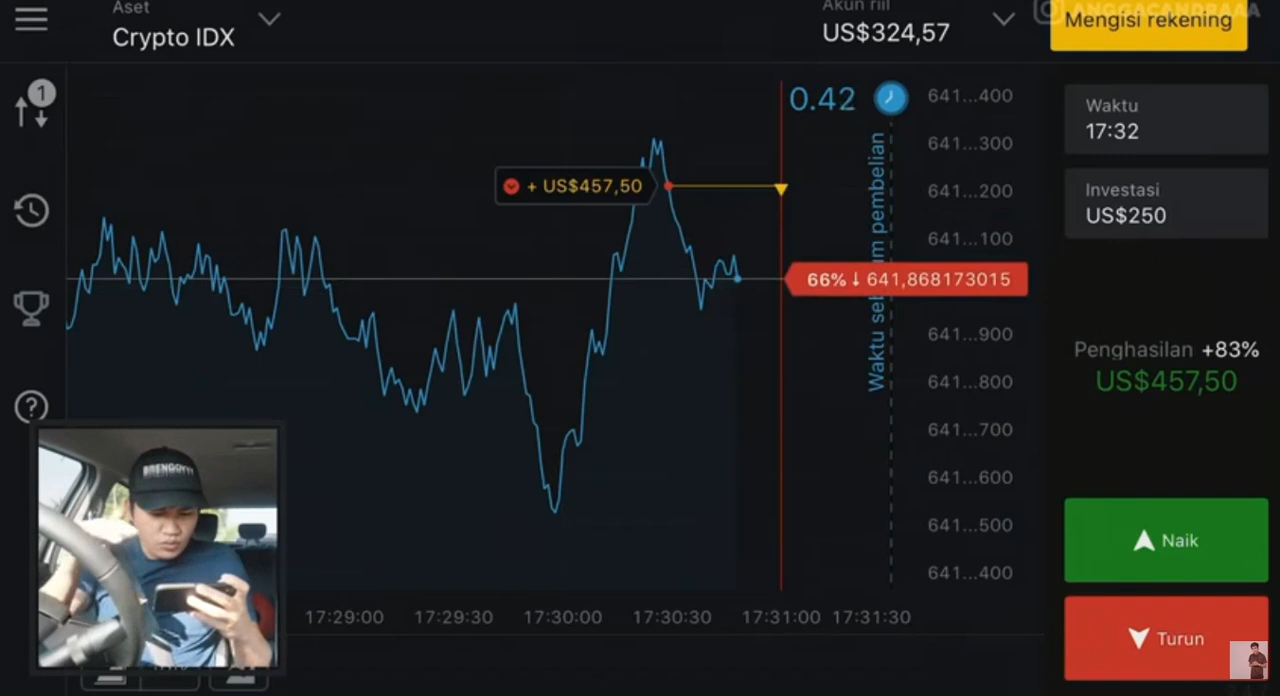 Aset
Crypto IDX
Akun riil
US$324,57
ANGGACANDRAAA
Mengisi rekening
1
0.42
+ US$457,50
66% ↓ 641,868173015
641...400
641...300
641...200
641...100
641...900
641...800
641...700
641...600
641...500
641...400
Waktu
17:32
Investasi
US$250
Penghasilan +83%
US$457,50
Naik
Turun
17:29:00 17:29:30 17:30:00 17:30:30 17:31:00 17:31:30